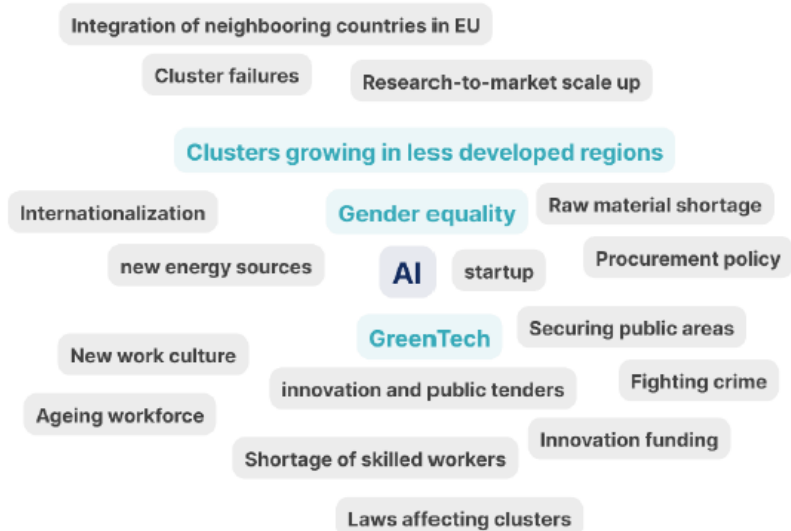 Integration of neighbooring countries in EU
Cluster failures
Research-to-market scale up
Clusters growing in less developed regions
Internationalization
Gender equality
Raw material shortage
new energy sources
AI
startup
Procurement policy
GreenTech
Securing public areas
New work culture
innovation and public tenders
Fighting crime
Ageing workforce
Innovation funding
Shortage of skilled workers
Laws affecting clusters